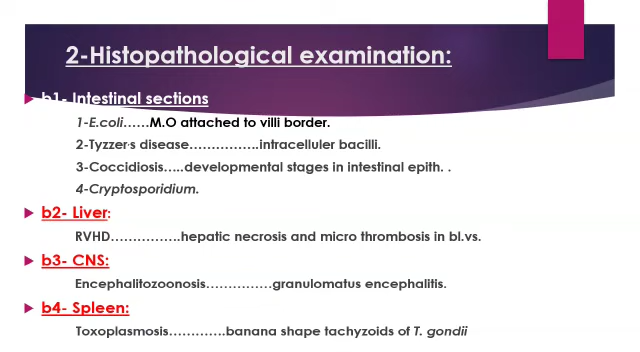 2-Histopathological examination:
b1- Intestinal sections
1-E.coli……M.O attached to villi border.
2-Tyzzer·s disease…………….intracelluler bacilli.
3-Coccidiosis…..developmental stages in intestinal epith. .
4-Cryptosporidium.
b2- Liver:
RVHD…………….hepatic necrosis and micro thrombosis in bl.vs.
b3- CNS:
Encephalitozoonosis……………granulomatus encephalitis.
b4- Spleen:
Toxoplasmosis………….banana shape tachyzoids of T. gondii